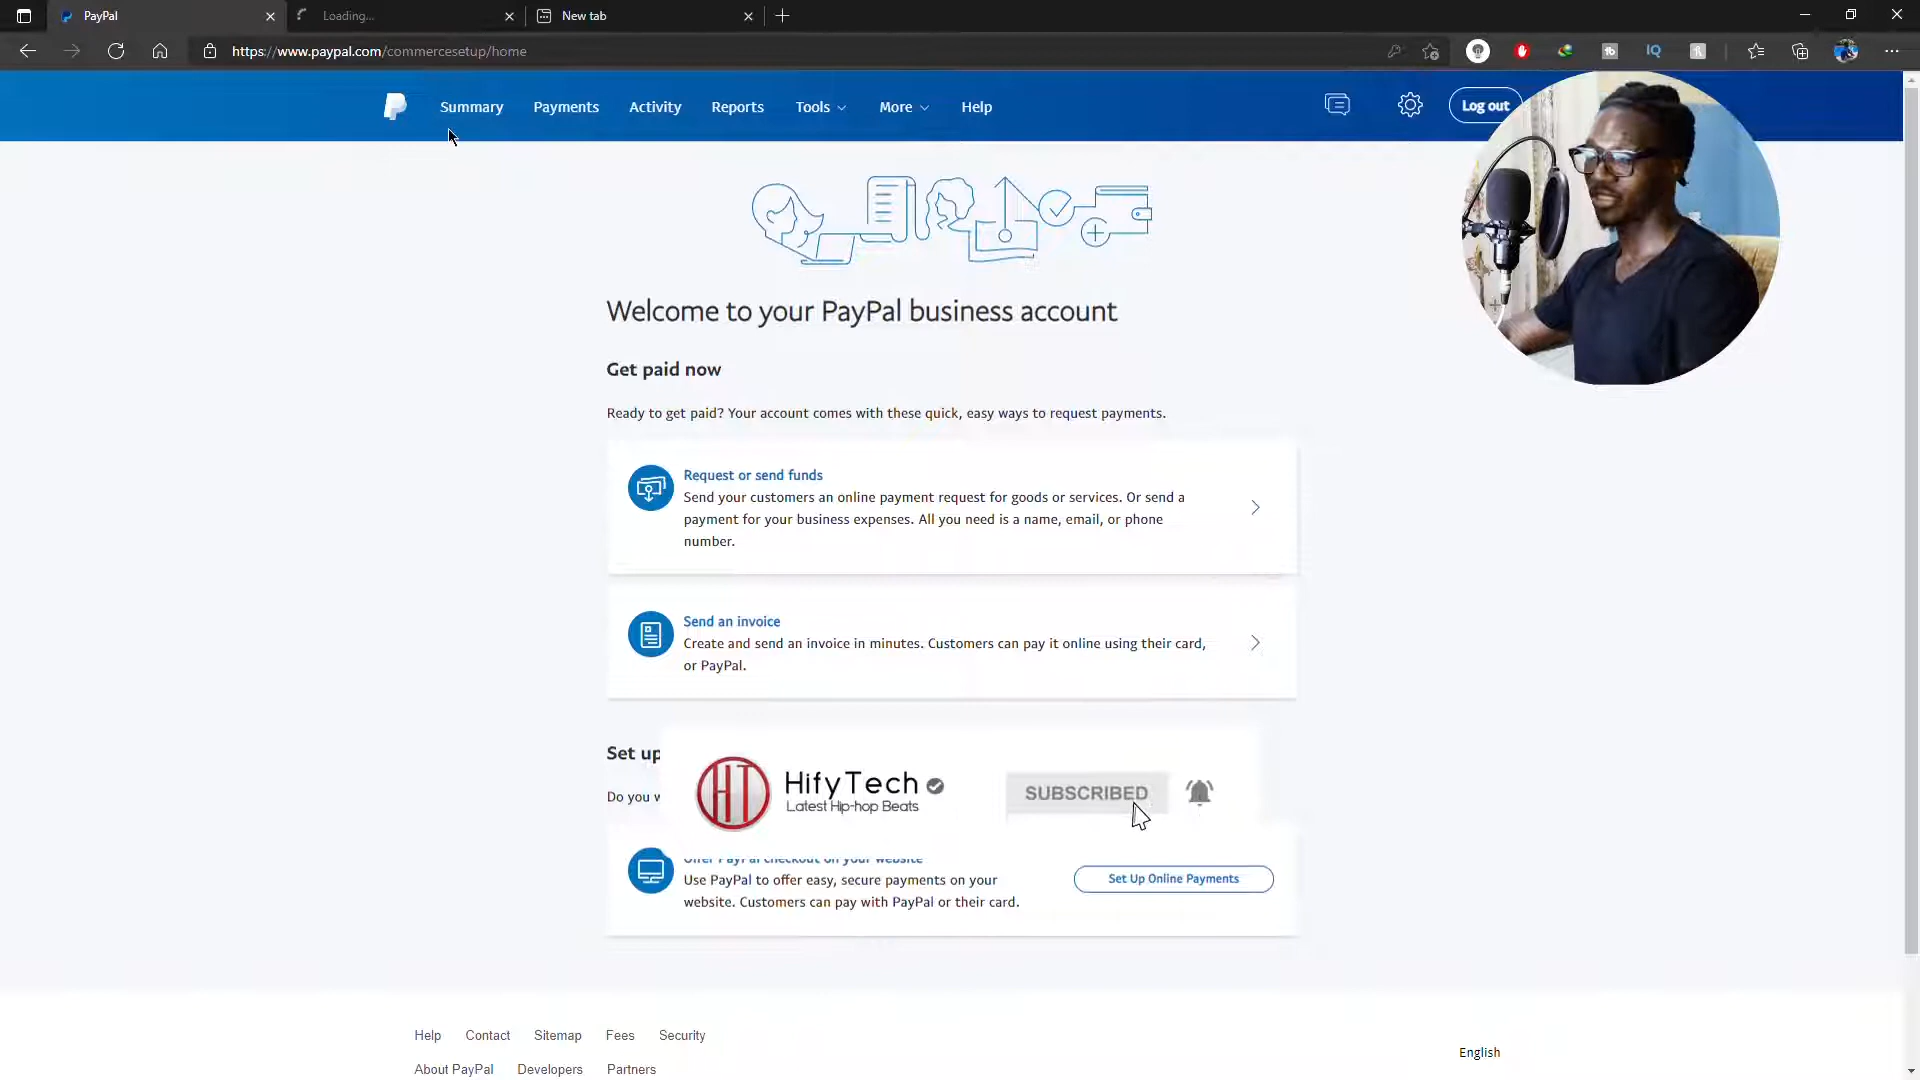 PayPal
Loading...
New tab
https://www.paypal.com/commercesetup/home
Summary
Payments
Activity
Reports
Tools
More
Help
Log out
Welcome to your PayPal business account
Get paid now
Ready to get paid? Your account comes with these quick, easy ways to request payments.
Request or send funds
Send your customers an online payment request for goods or services. Or send a
payment for your business expenses. All you need is a name, email, or phone
number.
Send an invoice
Create and send an invoice in minutes. Customers can pay it online using their card,
or PayPal.
Set up
Do you
HT
HifyTech
Latest Hip-hop Beats
SUBSCRIBED
Offer PayPal checkout on your website
Use PayPal to offer easy, secure payments on your
website. Customers can pay with PayPal or their card.
Set Up Online Payments
Help
Contact
Sitemap
Fees
Security
English
About PayPal
Developers
Partners